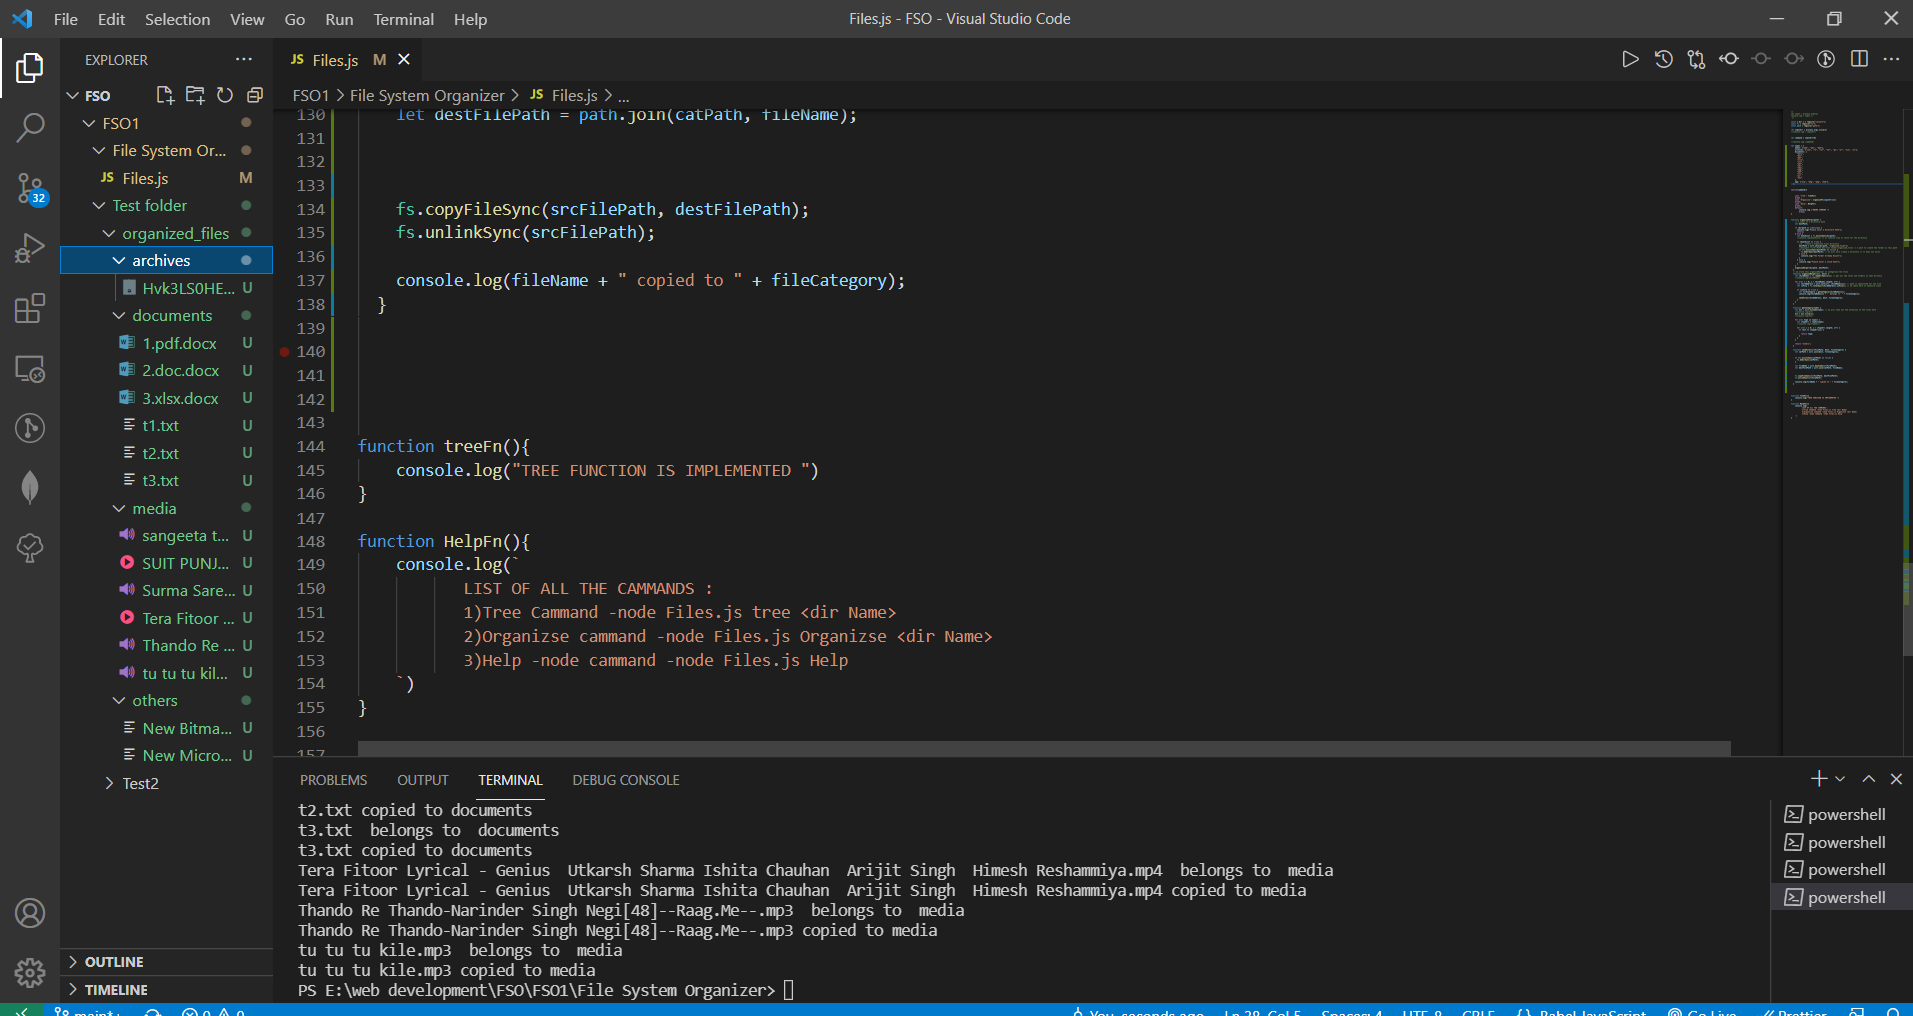 File Edit Selection View Go Run Terminal Help
Files.js - FSO - Visual Studio Code
EXPLORER
JS Files.js M
FSO
FSO1 > File System Organizer > JS Files.js > ...
FSO1
File System Or...
JS Files.js M
Test folder
organized_files
archives
Hvk3LS0HE... U
documents
1.pdf.docx U
2.doc.docx U
3.xlsx.docx U
t1.txt U
t2.txt U
t3.txt U
media
sangeeta t... U
SUIT PUNJ... U
Surma Sare... U
Tera Fitoor ... U
Thando Re ... U
tu tu tu kil... U
others
New Bitma... U
New Micro... U
Test2
OUTLINE
TIMELINE
32
130 let destFilePath = path.join(catPath, fileName);
131
132
133
134 fs.copyFileSync(srcFilePath, destFilePath);
135 fs.unlinkSync(srcFilePath);
136
137 console.log(fileName + " copied to " + fileCategory);
138 }
139
140
141
142
143
144 function treeFn(){
145 console.log("TREE FUNCTION IS IMPLEMENTED ")
146 }
147
148 function HelpFn(){
149 console.log(`
150 LIST OF ALL THE CAMMANDS :
151 1)Tree Cammand -node Files.js tree <dir Name>
152 2)Organizse cammand -node Files.js Organizse <dir Name>
153 3)Help -node cammand -node Files.js Help
154 `)
155 }
156
157
PROBLEMS OUTPUT TERMINAL DEBUG CONSOLE
t2.txt copied to documents
t3.txt  belongs to  documents
t3.txt copied to documents
Tera Fitoor Lyrical - Genius  Utkarsh Sharma Ishita Chauhan  Arijit Singh  Himesh Reshammiya.mp4  belongs to  media
Tera Fitoor Lyrical - Genius  Utkarsh Sharma Ishita Chauhan  Arijit Singh  Himesh Reshammiya.mp4 copied to media
Thando Re Thando-Narinder Singh Negi[48]--Raag.Me--.mp3  belongs to  media
Thando Re Thando-Narinder Singh Negi[48]--Raag.Me--.mp3 copied to media
tu tu tu kile.mp3  belongs to  media
tu tu tu kile.mp3 copied to media
PS E:\web development\FSO\FSO1\File System Organizer>
powershell
powershell
powershell
powershell
main*+ 0 0 You, seconds ago Ln 28, Col 5 Spaces: 4 UTF-8 CRLF {} Babel JavaScript Go Live Prettier